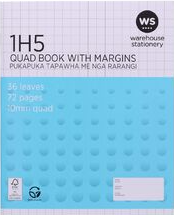 WS
warehouse
stationery
1H5
QUAD BOOK WITH MARGINS
PUKAPUKA TAPAWHA ME NGA RARANGI
36 leaves
72 pages
10mm quad